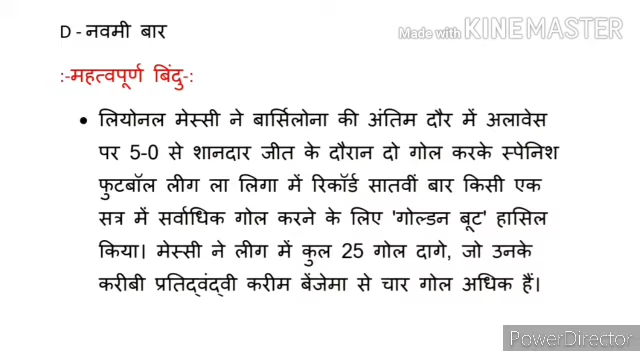 D - नवमी बार
Made with KINEMASTER
:-महत्वपूर्ण बिंदु-:
• लियोनल मेस्सी ने बार्सिलोना की अंतिम दौर में अलावेस
पर 5-0 से शानदार जीत के दौरान दो गोल करके स्पेनिश
फुटबॉल लीग ला लिगा में रिकॉर्ड सातवीं बार किसी एक
सत्र में सर्वाधिक गोल करने के लिए 'गोल्डन बूट' हासिल
किया। मेस्सी ने लीग में कुल 25 गोल दागे, जो उनके
करीबी प्रतिद्वंद्वी करीम बेंजेमा से चार गोल अधिक हैं।
PowerDirector